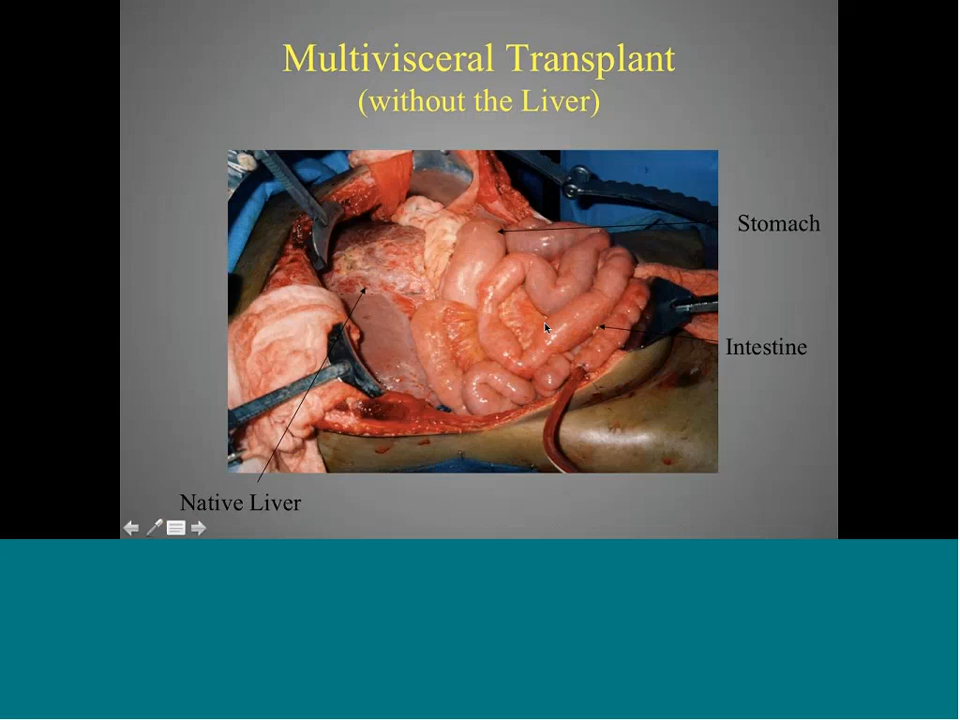 Multivisceral Transplant
(without the Liver)
Stomach
Intestine
Native Liver